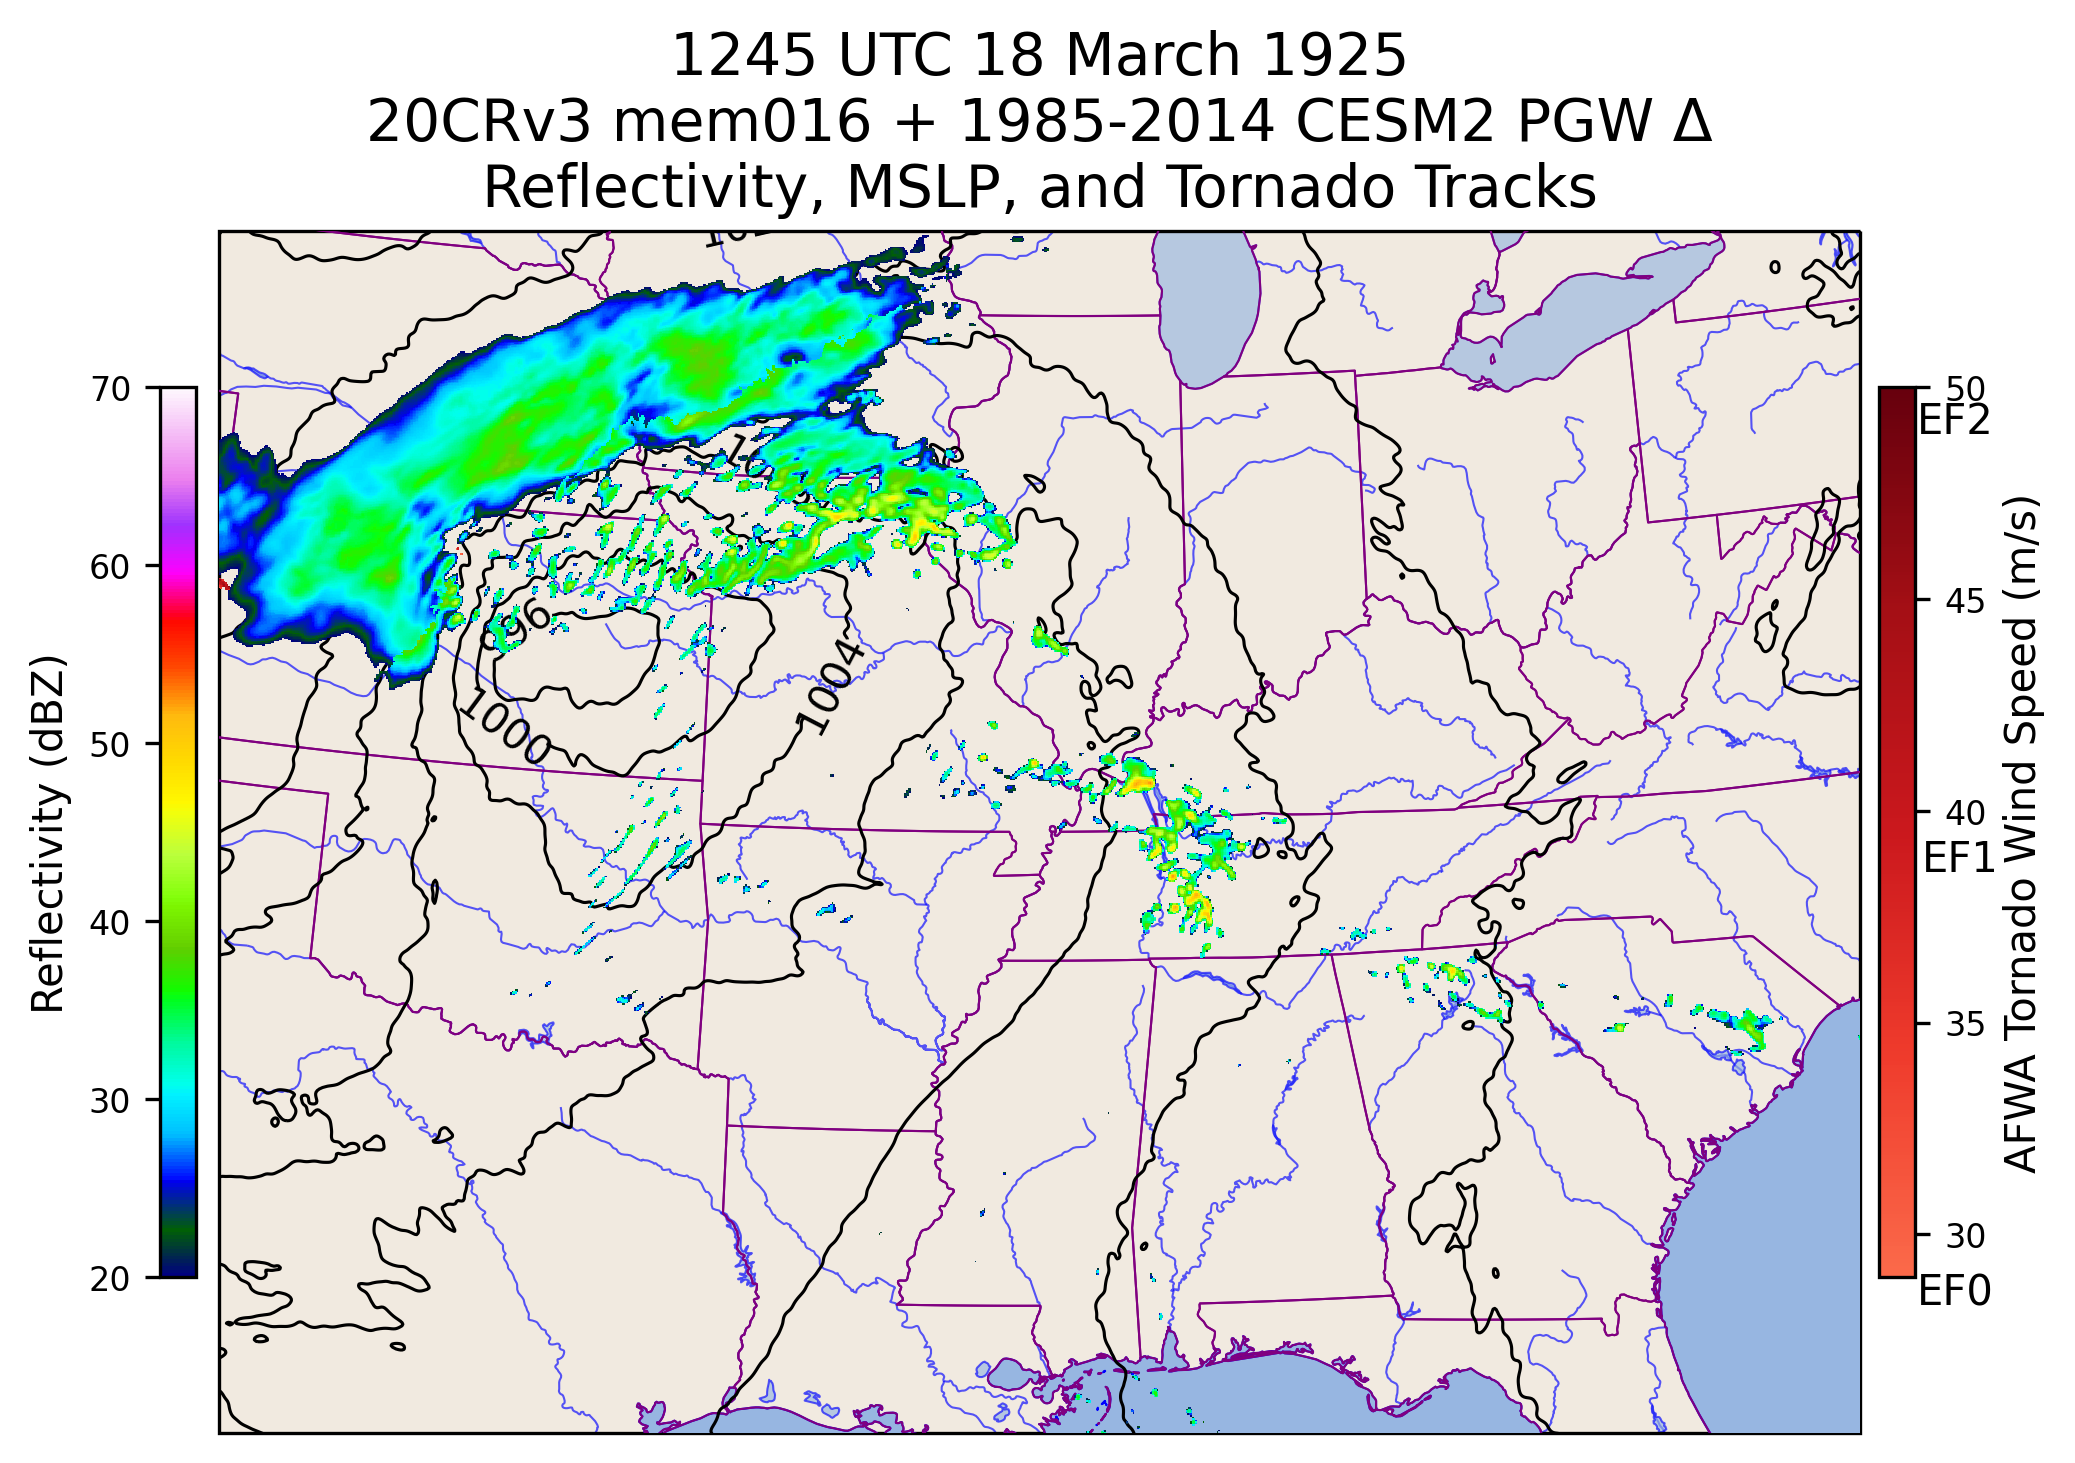 1245 UTC 18 March 1925
20CRv3 mem016 + 1985-2014 CESM2 PGW Δ
Reflectivity, MSLP, and Tornado Tracks
70
60
50
40
30
20
Reflectivity (dBZ)
996
1000
1004
50
EF2
45
40
EF1
35
30
EF0
AFWA Tornado Wind Speed (m/s)